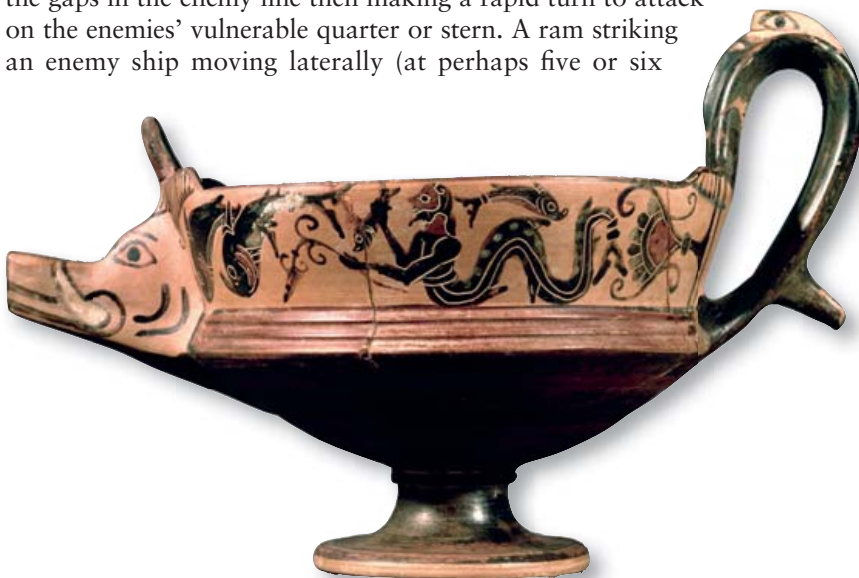 the gaps in the enemy line then making a rapid turn to attack
on the enemies’ vulnerable quarter or stern. A ram striking
an enemy ship moving laterally (at perhaps five or six